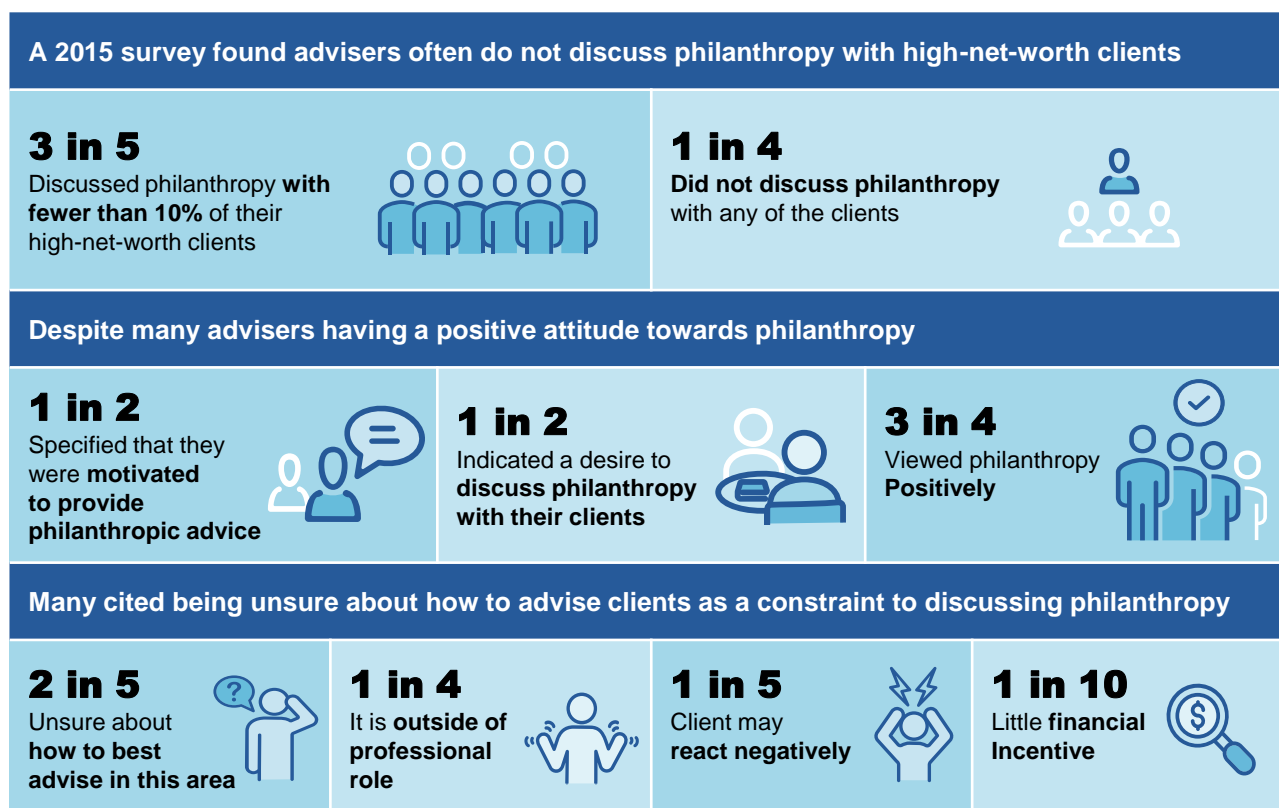 A 2015 survey found advisers often do not discuss philanthropy with high-net-worth clients
3 in 5
Discussed philanthropy with
fewer than 10% of their
high-net-worth clients
1 in 4
Did not discuss philanthropy
with any of the clients
Despite many advisers having a positive attitude towards philanthropy
1 in 2
Specified that they
were motivated
to provide
philanthropic advice
1 in 2
Indicated a desire to
discuss philanthropy
with their clients
3 in 4
Viewed philanthropy
Positively
Many cited being unsure about how to advise clients as a constraint to discussing philanthropy
2 in 5
Unsure about
how to best
advise in this area
?
1 in 4
It is outside of
professional
role
1 in 5
Client may
react negatively
1 in 10
Little financial
Incentive
$